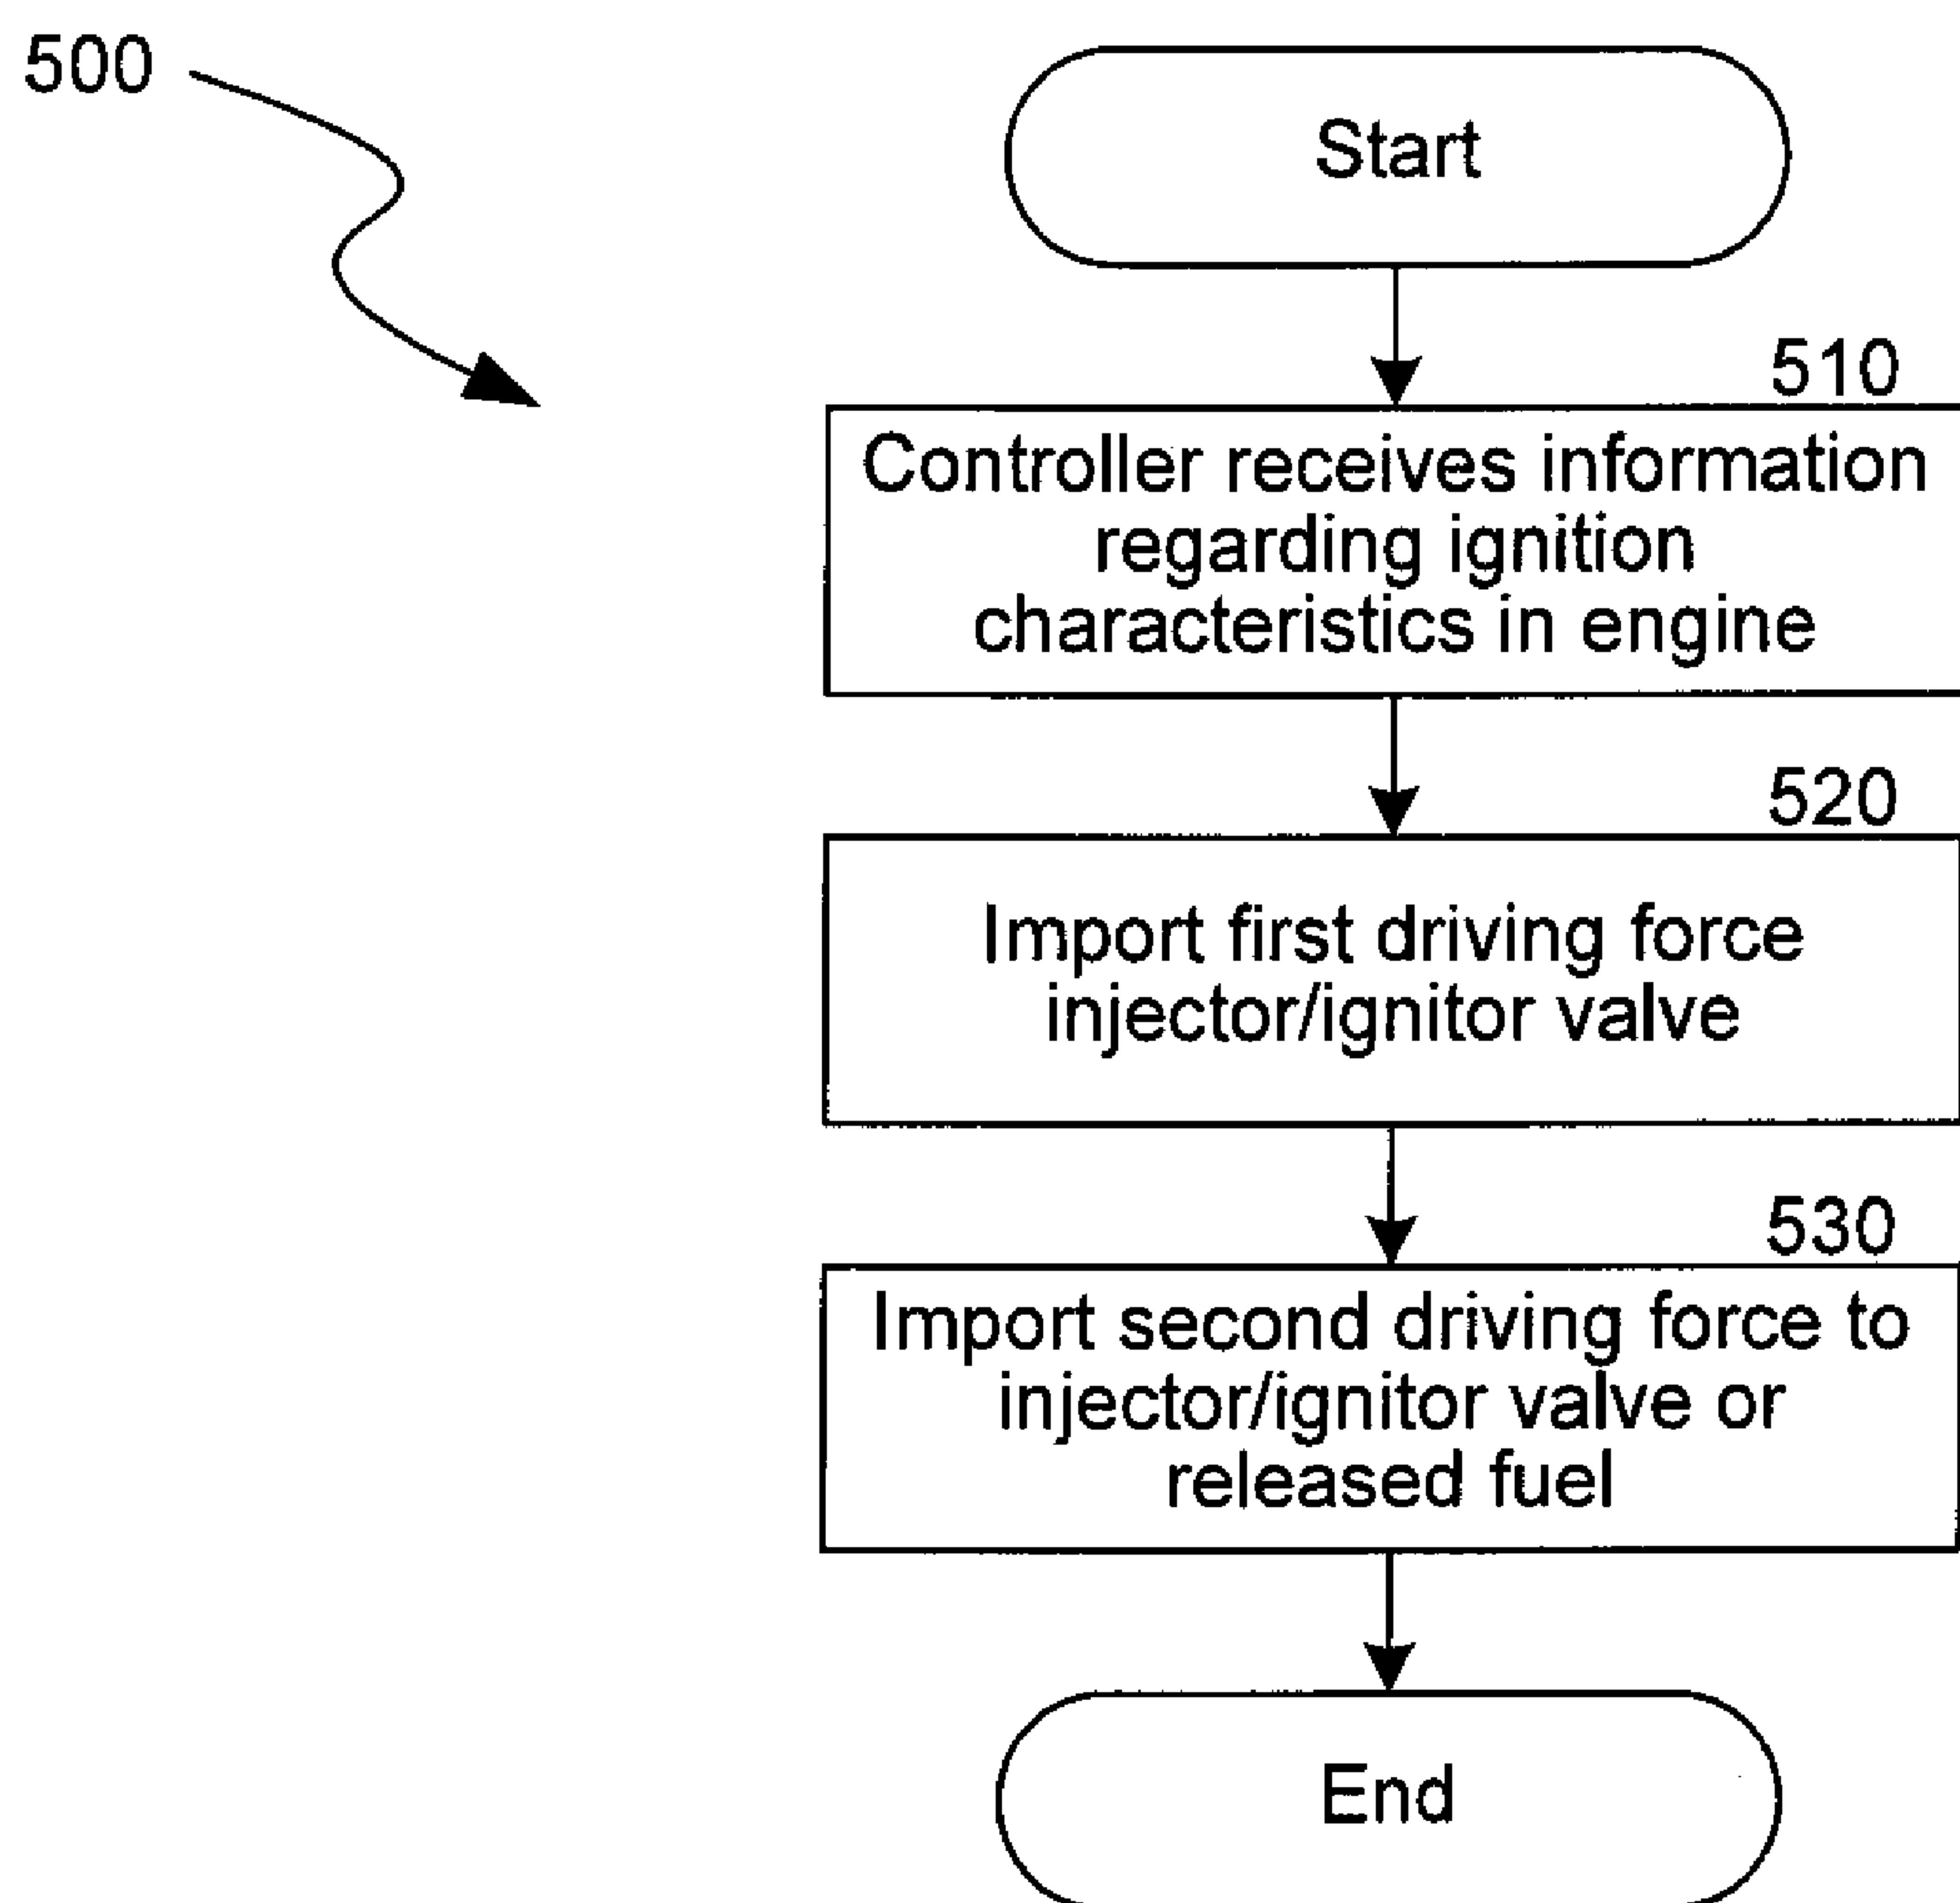 500
Start
510
Controller receives information
regarding ignition
characteristics in engine
520
Import first driving force
injector/ignitor valve
530
Import second driving force to
injector/ignitor valve or
released fuel
End